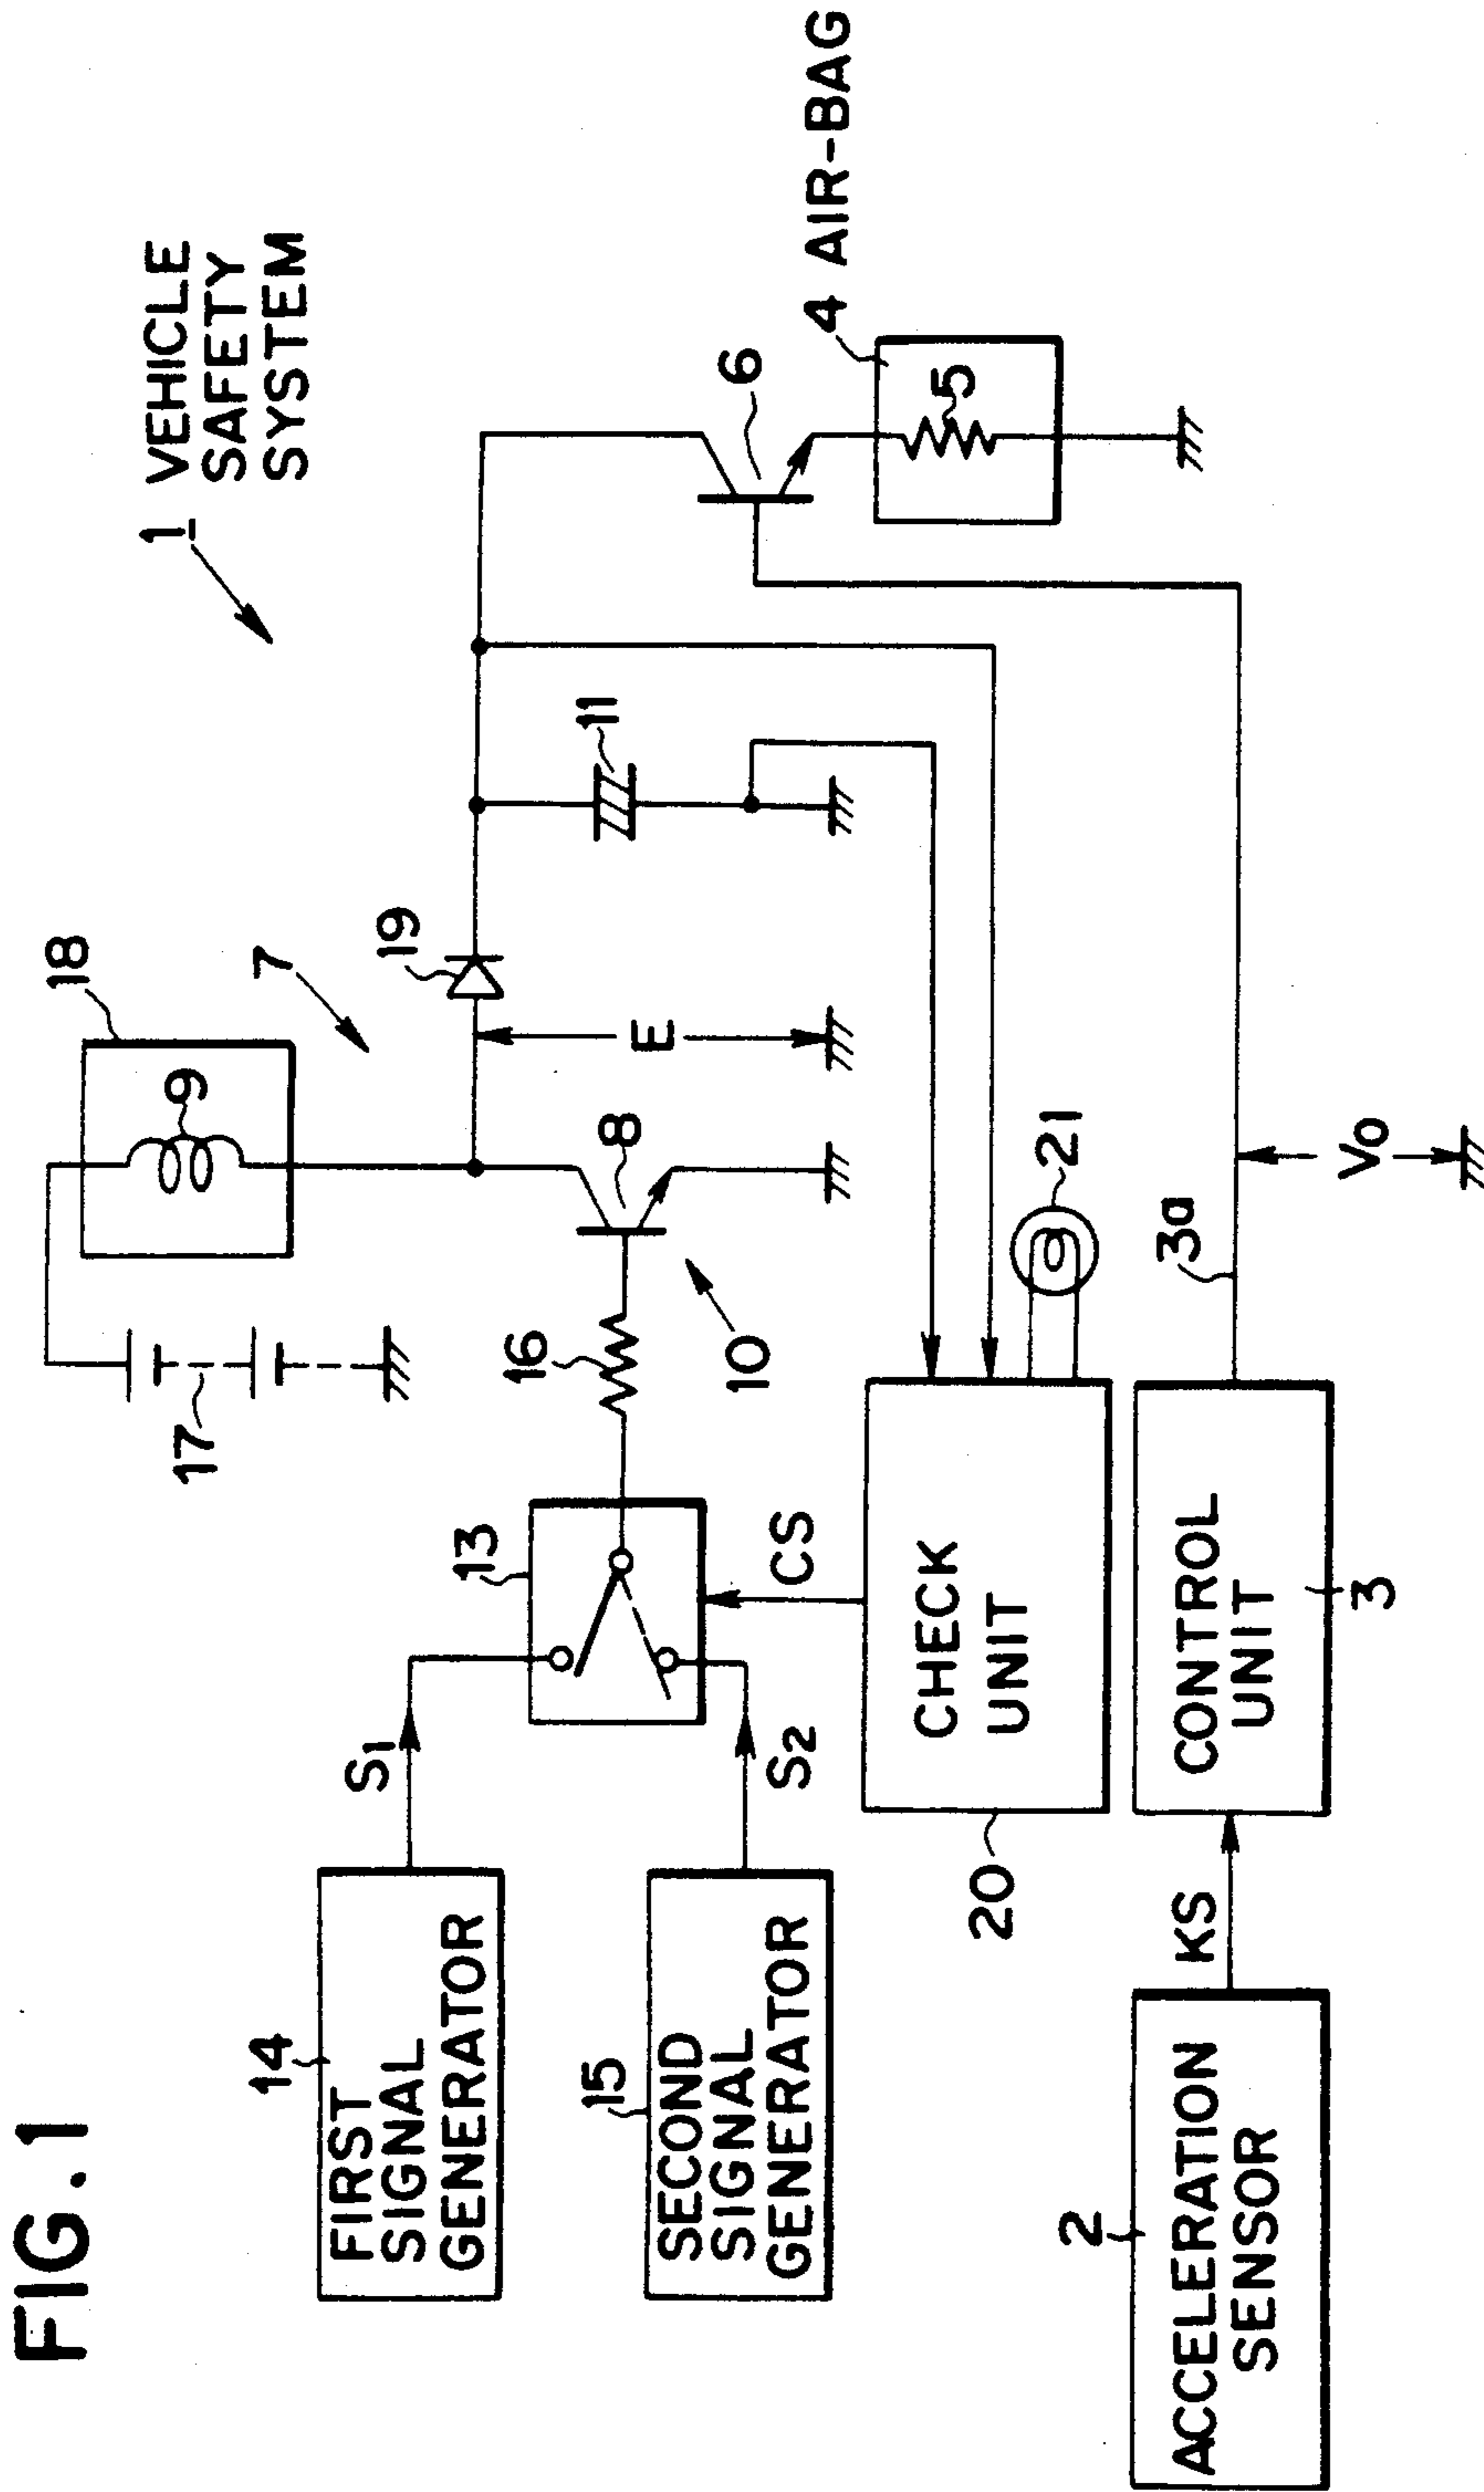 FIG. 1
1 VEHICLE
SAFETY
SYSTEM
18
9
7
17
19
E
8
11
6
4 AIR-BAG
5
16
10
13
14
FIRST
SIGNAL
GENERATOR
S1
15
SECOND
SIGNAL
GENERATOR
S2
CS
CHECK
UNIT
20
21
2
ACCELERATION
SENSOR
KS
CONTROL
UNIT
3
3a
Vo